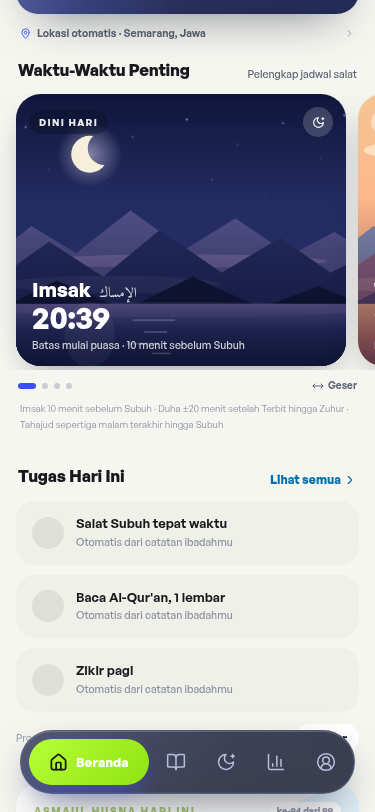 Lokasi otomatis · Semarang, Jawa
Waktu-Waktu Penting
Pelengkap jadwal salat
DINI HARI
Imsak الإمساك
20:39
Batas mulai puasa · 10 menit sebelum Subuh
Geser
Imsak 10 menit sebelum Subuh · Duha ±20 menit setelah Terbit hingga Zuhur ·
Tahajud sepertiga malam terakhir hingga Subuh
Tugas Hari Ini
Lihat semua
Salat Subuh tepat waktu
Otomatis dari catatan ibadahmu
Baca Al-Qur'an, 1 lembar
Otomatis dari catatan ibadahmu
Zikir pagi
Otomatis dari catatan ibadahmu
Beranda
ASMAUL HUSNA HARI INI